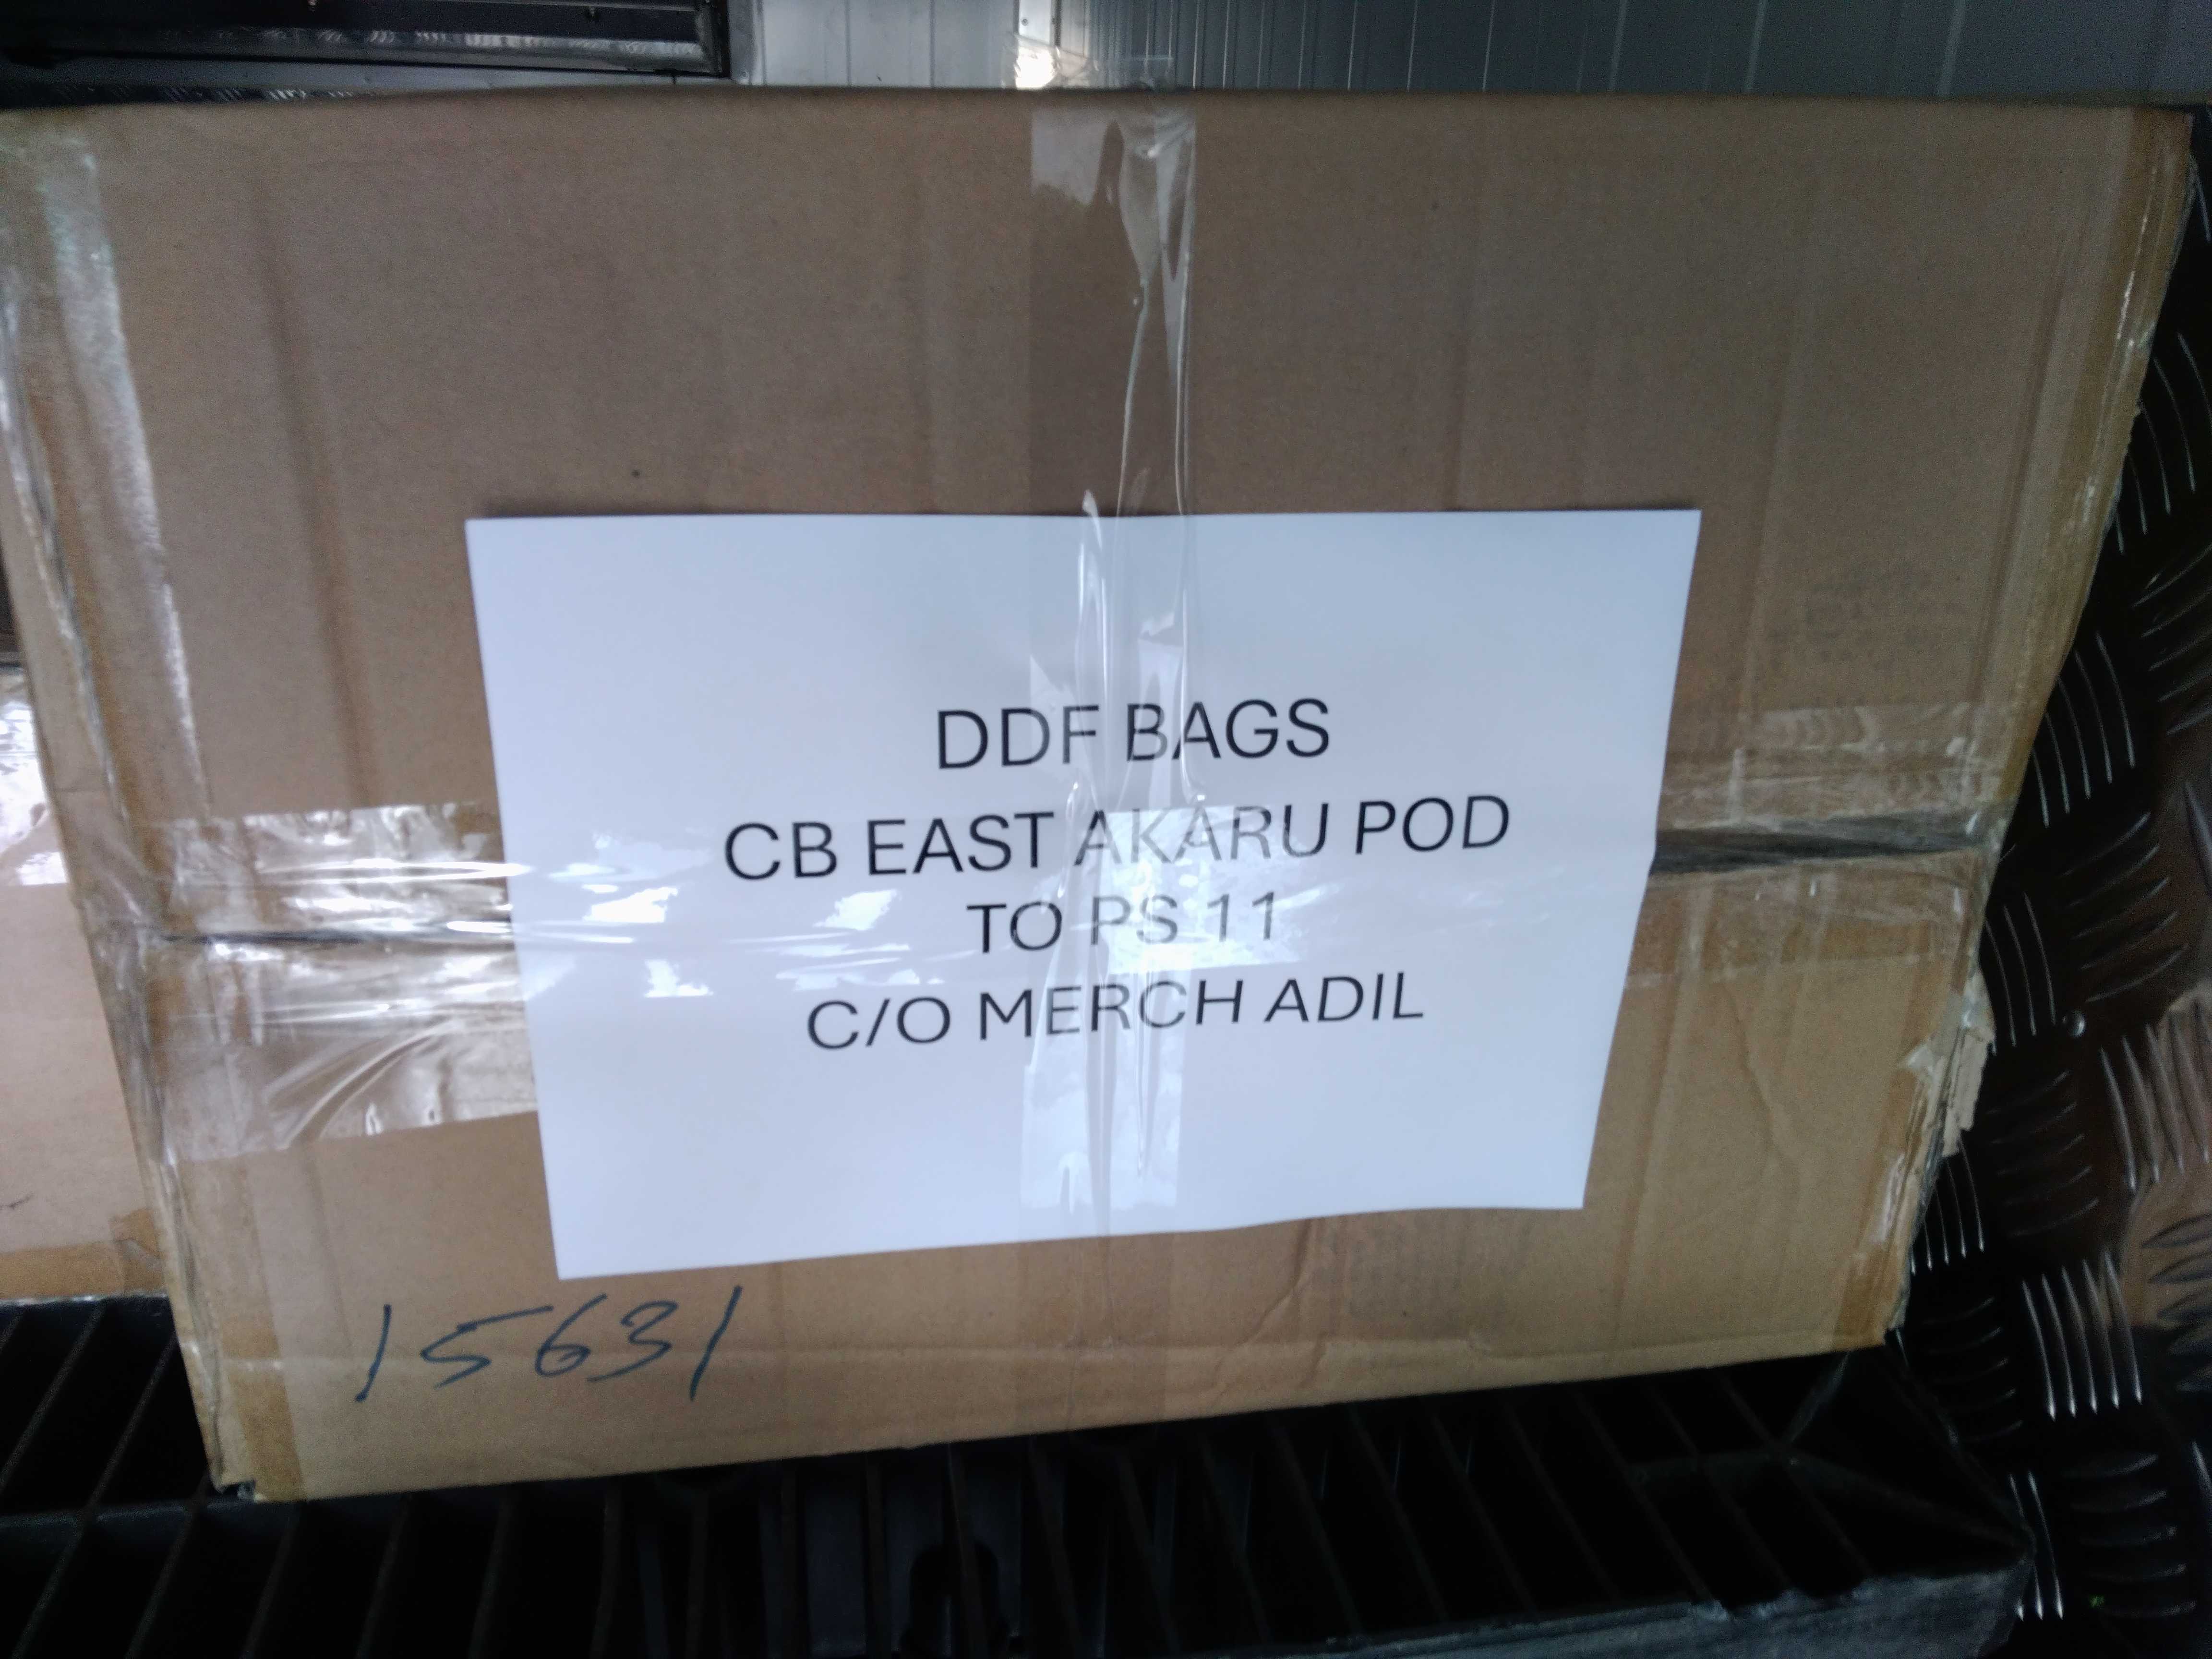 DDF BAGS
CB EAST AKARU POD
TO PS 11
C/O MERCH ADIL
15631